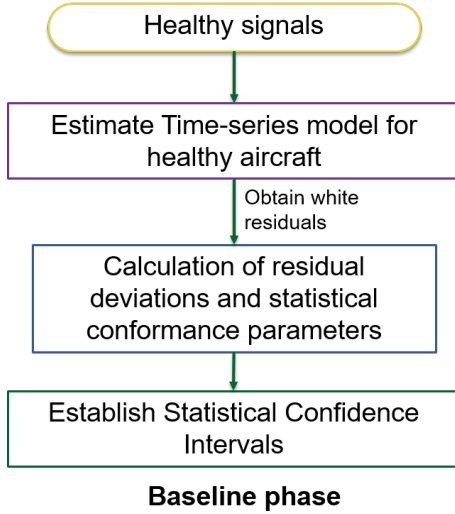 Healthy signals
Estimate Time-series model for
healthy aircraft
Obtain white
residuals
Calculation of residual
deviations and statistical
conformance parameters
Establish Statistical Confidence
Intervals
Baseline phase